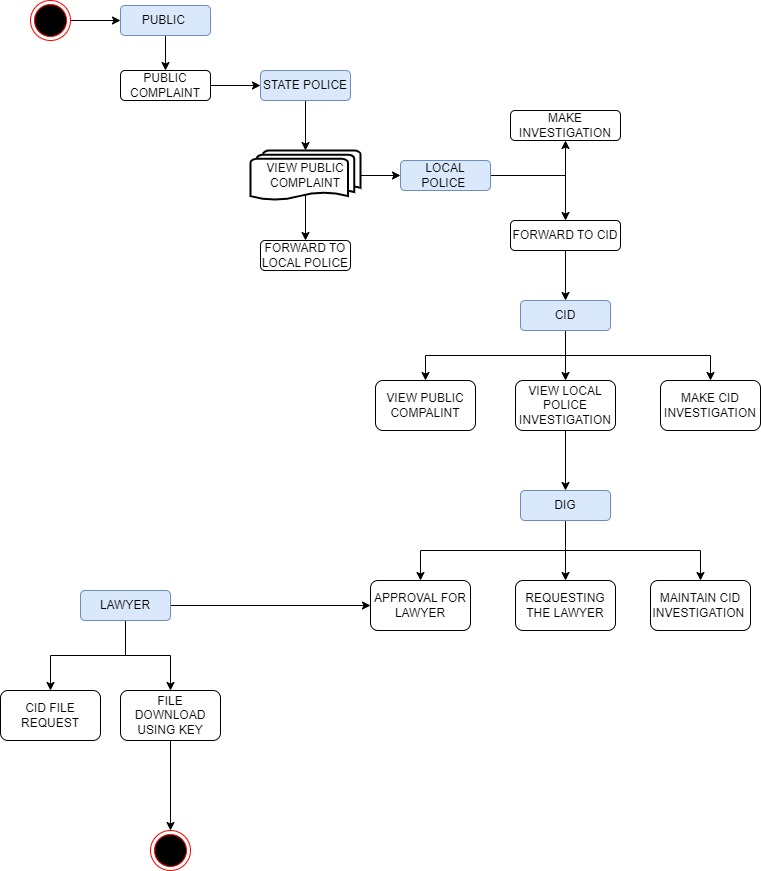 PUBLIC
PUBLIC
COMPLAINT
STATE POLICE
MAKE
INVESTIGATION
VIEW PUBLIC
COMPLAINT
LOCAL
POLICE
FORWARD TO
LOCAL POLICE
FORWARD TO CID
CID
VIEW PUBLIC
COMPALINT
VIEW LOCAL
POLICE
INVESTIGATION
MAKE CID
INVESTIGATION
DIG
LAWYER
APPROVAL FOR
LAWYER
REQUESTING
THE LAWYER
MAINTAIN CID
INVESTIGATION
CID FILE
REQUEST
FILE
DOWNLOAD
USING KEY